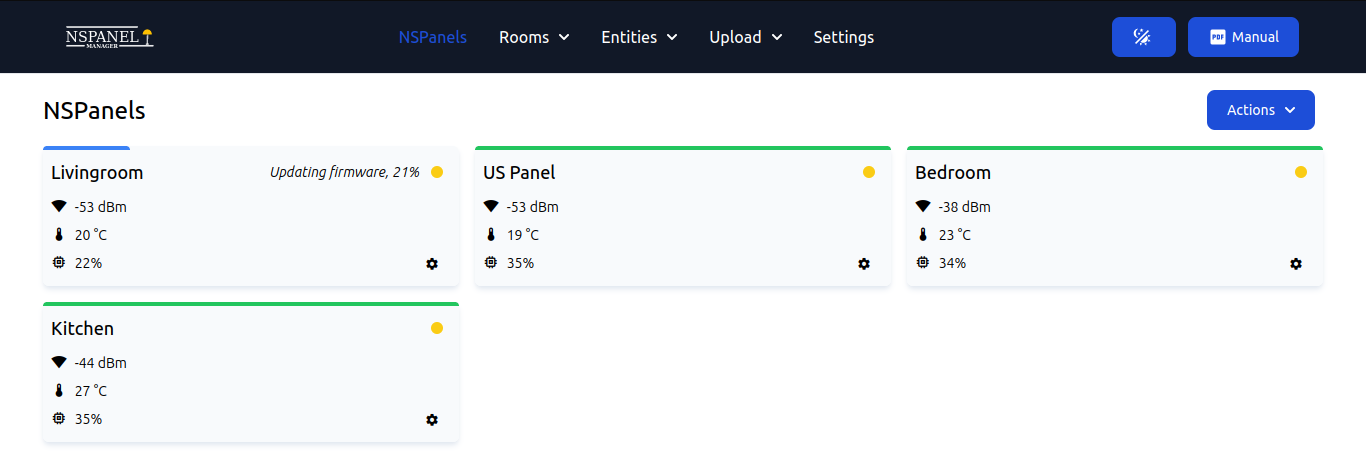 NSPANEL
MANAGER
NSPanels Rooms Entities Upload Settings
PDF Manual
NSPanels
Actions
Livingroom Updating firmware, 21%
-53 dBm
20 °C
22%
US Panel
-53 dBm
19 °C
35%
Bedroom
-38 dBm
23 °C
34%
Kitchen
-44 dBm
27 °C
35%